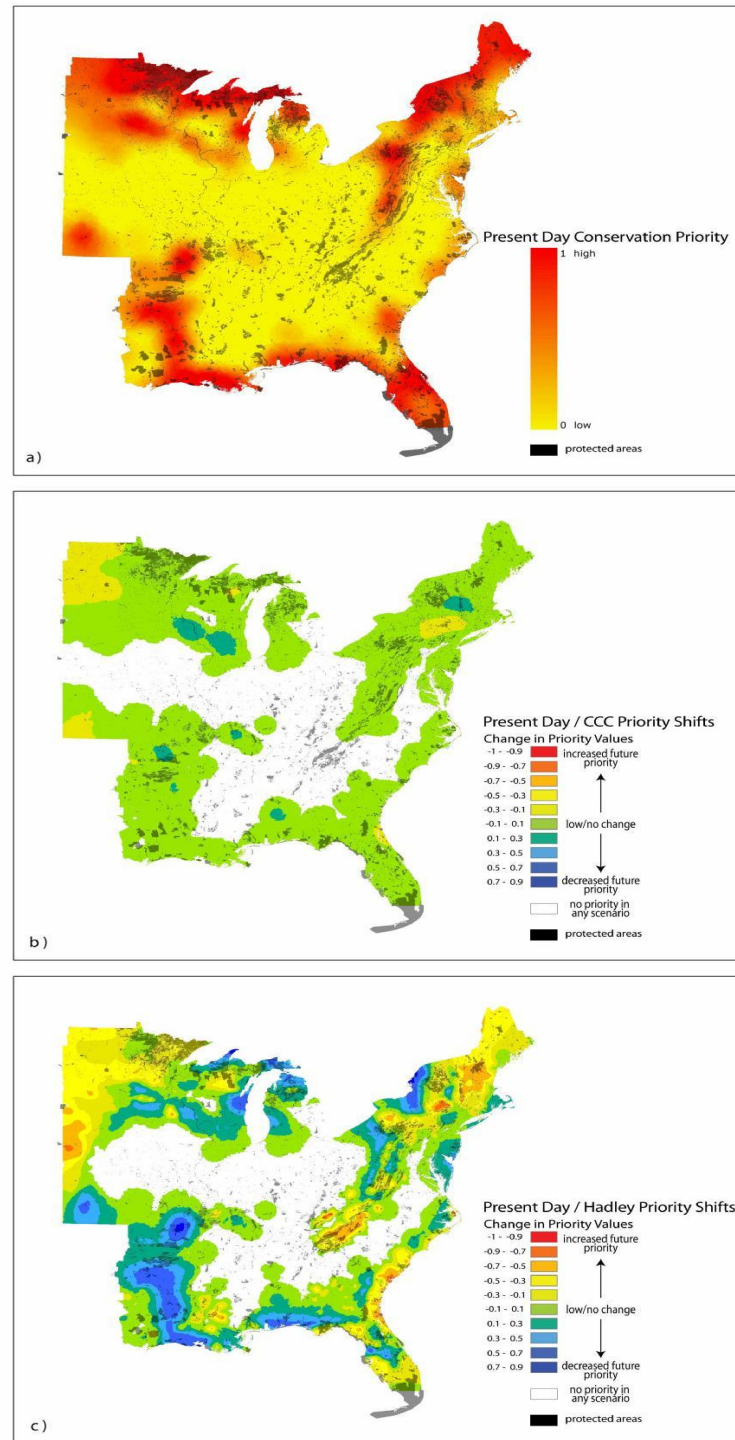 Present Day Conservation Priority
1 high
0 low
protected areas
a)
Present Day / CCC Priority Shifts
Change in Priority Values
-1 - -0.9
-0.9 - -0.7
-0.7 - -0.5
-0.5 - -0.3
-0.3 - -0.1
-0.1 - 0.1
0.1 - 0.3
0.3 - 0.5
0.5 - 0.7
0.7 - 0.9
increased future
priority
low/no change
decreased future
priority
no priority in
any scenario
protected areas
b)
Present Day / Hadley Priority Shifts
Change in Priority Values
-1 - -0.9
-0.9 - -0.7
-0.7 - -0.5
-0.5 - -0.3
-0.3 - -0.1
-0.1 - 0.1
0.1 - 0.3
0.3 - 0.5
0.5 - 0.7
0.7 - 0.9
increased future
priority
low/no change
decreased future
priority
no priority in
any scenario
protected areas
c)